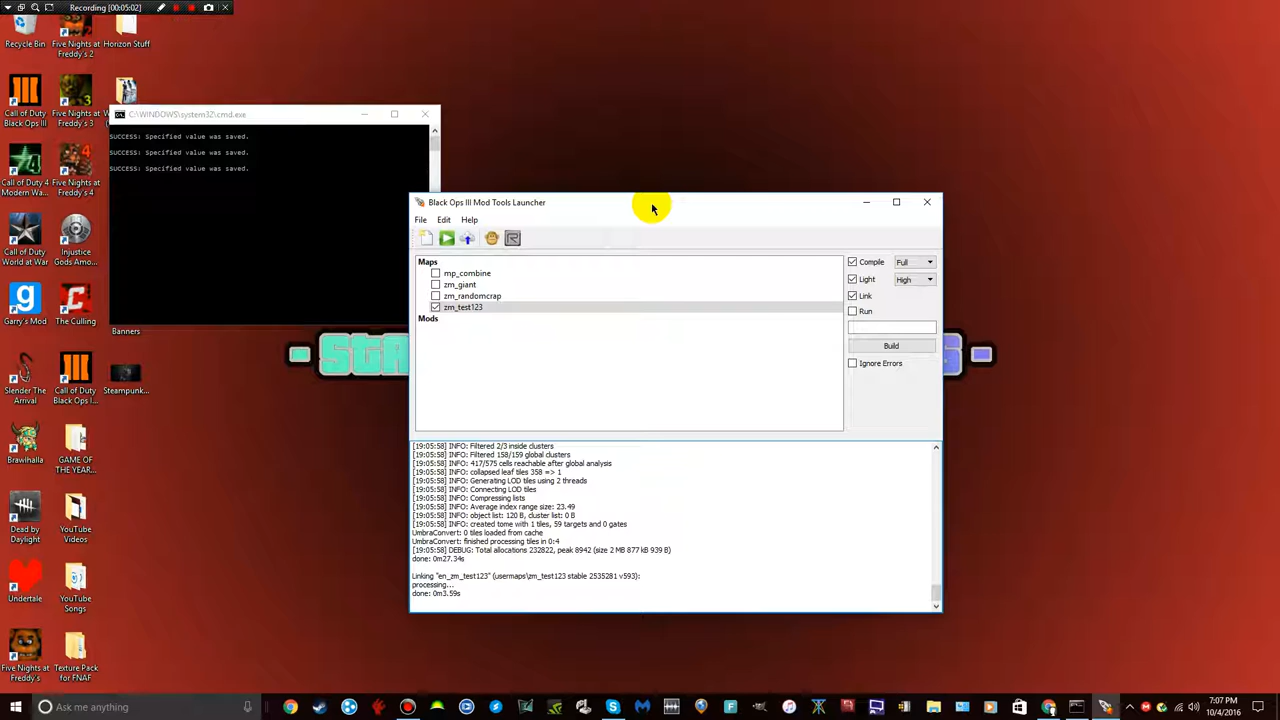 Recording [00:05:02]
Recycle Bin
Five Nights at Freddy's 2
Horizon Stuff
Call of Duty Black Ops III
Five Nights at Freddy's 3
Call of Duty 4 Modern Wa...
Five Nights at Freddy's 4
Call of Duty World at War
Injustice Gods Amo...
Garry's Mod
The Culling
Banners
Slender The Arrival
Call of Duty Black Ops I...
Steampunk...
Brawlhalla
GAME OF THE YEAR...
Dead by Daylight
YouTube Videos
Undertale
YouTube Songs
Five Nights at Freddy's
Texture Pack for FNAF
C:\WINDOWS\system32\cmd.exe
SUCCESS: Specified value was saved.
SUCCESS: Specified value was saved.
SUCCESS: Specified value was saved.
Black Ops III Mod Tools Launcher
File Edit Help
Maps
mp_combine
zm_giant
zm_randomcrap
zm_test123
Mods
Compile Full
Light High
Link
Run
Build
Ignore Errors
[19:05:58] INFO: Filtered 2/3 inside clusters
[19:05:58] INFO: Filtered 158/159 global clusters
[19:05:58] INFO: 417/575 cells reachable after global analysis
[19:05:58] INFO: collapsed leaf tiles 358 => 1
[19:05:58] INFO: Generating LOD tiles using 2 threads
[19:05:58] INFO: Connecting LOD tiles
[19:05:58] INFO: Compressing lists
[19:05:58] INFO: Average index range size: 23.49
[19:05:58] INFO: object list: 120 B, cluster list: 0 B
[19:05:58] INFO: created tome with 1 tiles, 59 targets and 0 gates
UmbraConvert: 0 tiles loaded from cache
UmbraConvert: finished processing tiles in 0:4
[19:05:58] DEBUG: Total allocations 232822, peak 8942 (size 2 MB 877 kB 939 B)
done: 0m27.34s
Linking "en_zm_test123" (usermaps\zm_test123 stable 2535281 v593):
processing...
done: 0m3.59s
Ask me anything
7:07 PM
10/4/2016